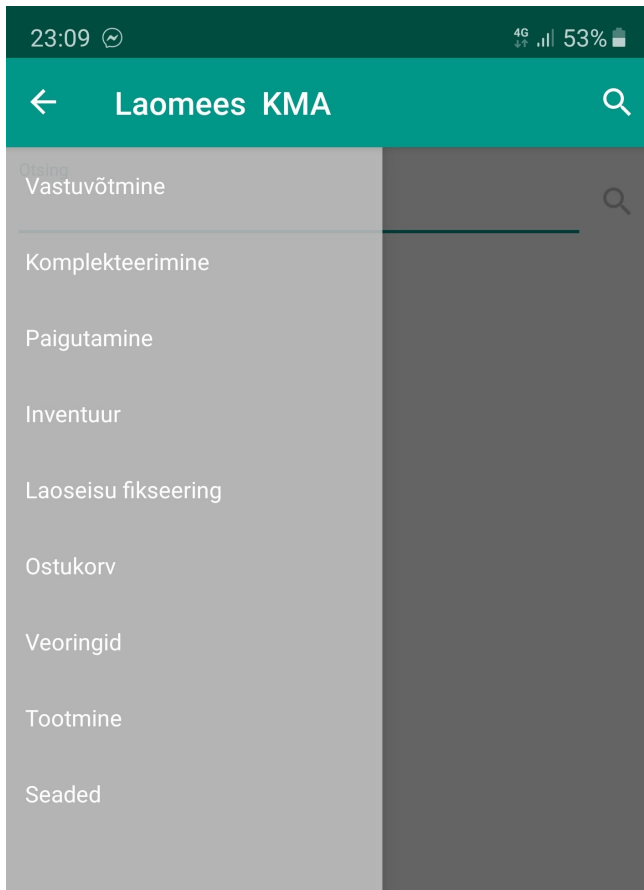 23:09 4G 53%
Laomees KMA
Otsing
Vastuvõtmine
Komplekteerimine
Paigutamine
Inventuur
Laoseisu fikseering
Ostukorv
Veoringid
Tootmine
Seaded